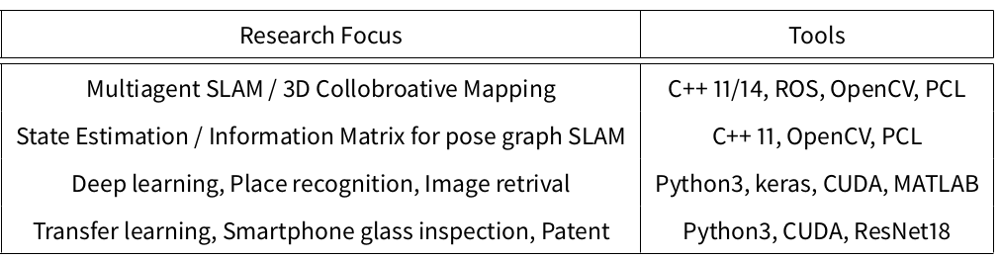 Research Focus Tools
Multiagent SLAM / 3D Collobroative Mapping C++ 11/14, ROS, OpenCV, PCL
State Estimation / Information Matrix for pose graph SLAM C++ 11, OpenCV, PCL
Deep learning, Place recognition, Image retrival Python3, keras, CUDA, MATLAB
Transfer learning, Smartphone glass inspection, Patent Python3, CUDA, ResNet18